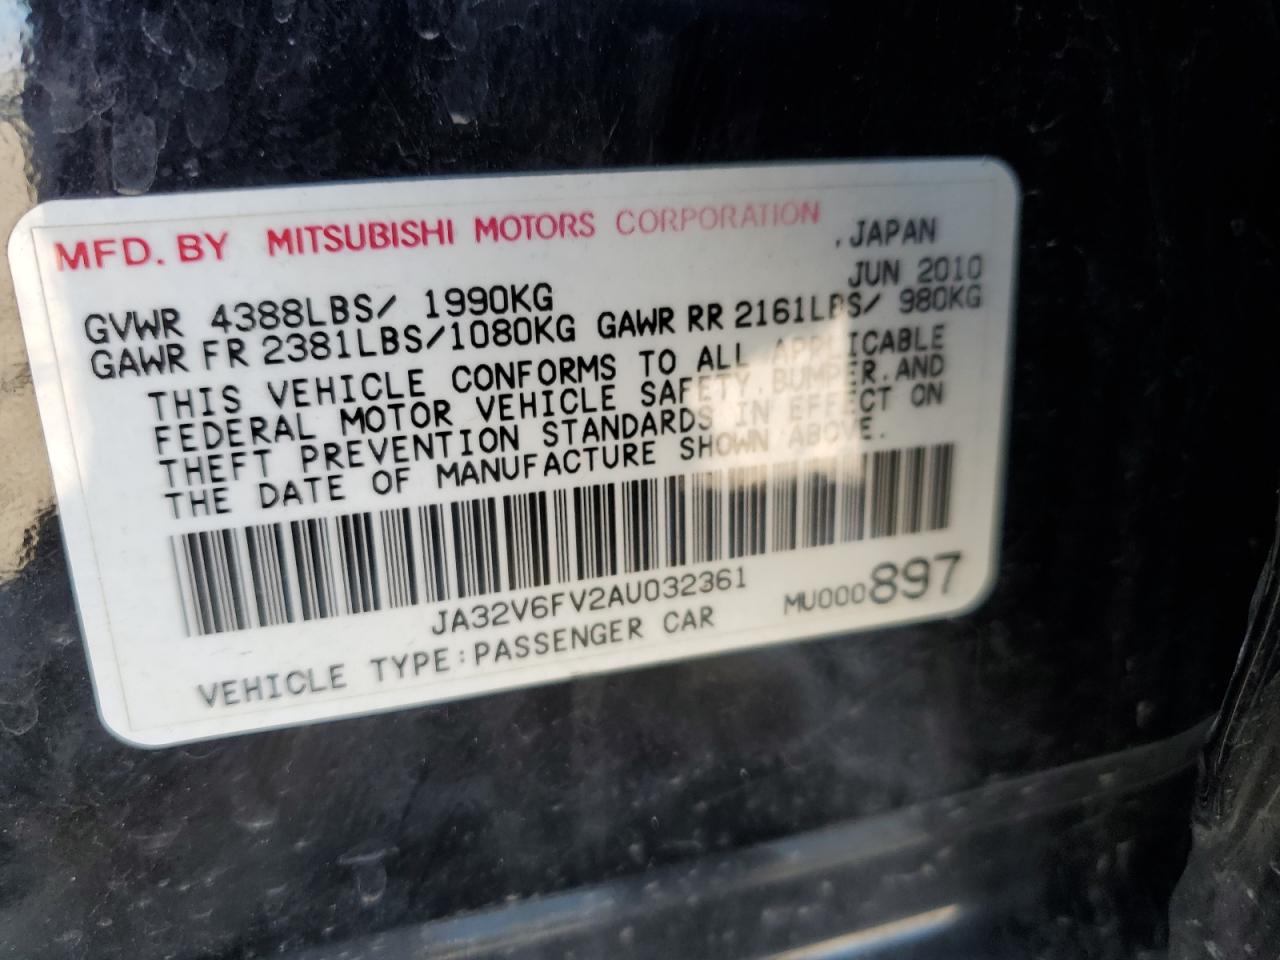 MFD. BY MITSUBISHI MOTORS CORPORATION , JAPAN
JUN 2010
GVWR 4388LBS/ 1990KG
GAWR FR 2381LBS/1080KG GAWR RR 2161LBS/ 980KG
THIS VEHICLE CONFORMS TO ALL APPLICABLE
FEDERAL MOTOR VEHICLE SAFETY, BUMPER, AND
THEFT PREVENTION STANDARDS IN EFFECT ON
THE DATE OF MANUFACTURE SHOWN ABOVE.
JA32V6FV2AU032361
MU000897
VEHICLE TYPE:PASSENGER CAR